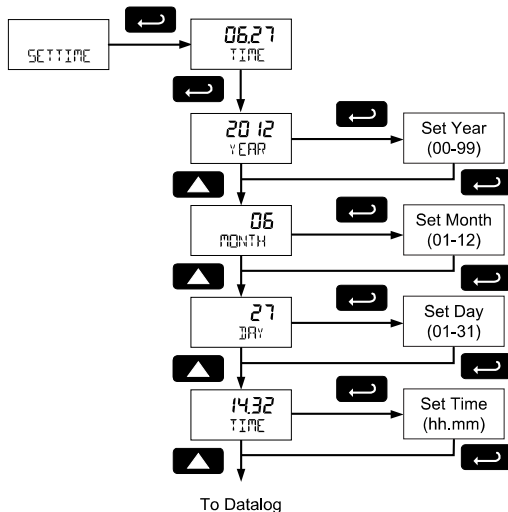 SETTIME
06.27
TIME
2012
YEAR
Set Year
(00-99)
06
MONTH
Set Month
(01-12)
27
DAY
Set Day
(01-31)
14.32
TIME
Set Time
(hh.mm)
To Datalog